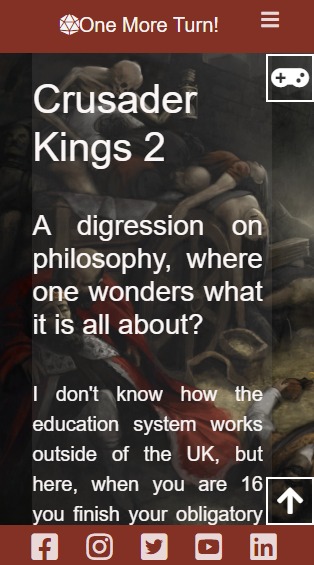 One More Turn!
Crusader
Kings 2
A digression on
philosophy, where
one wonders what
it is all about?
I don't know how the
education system works
outside of the UK, but
here, when you are 16
you finish your obligatory